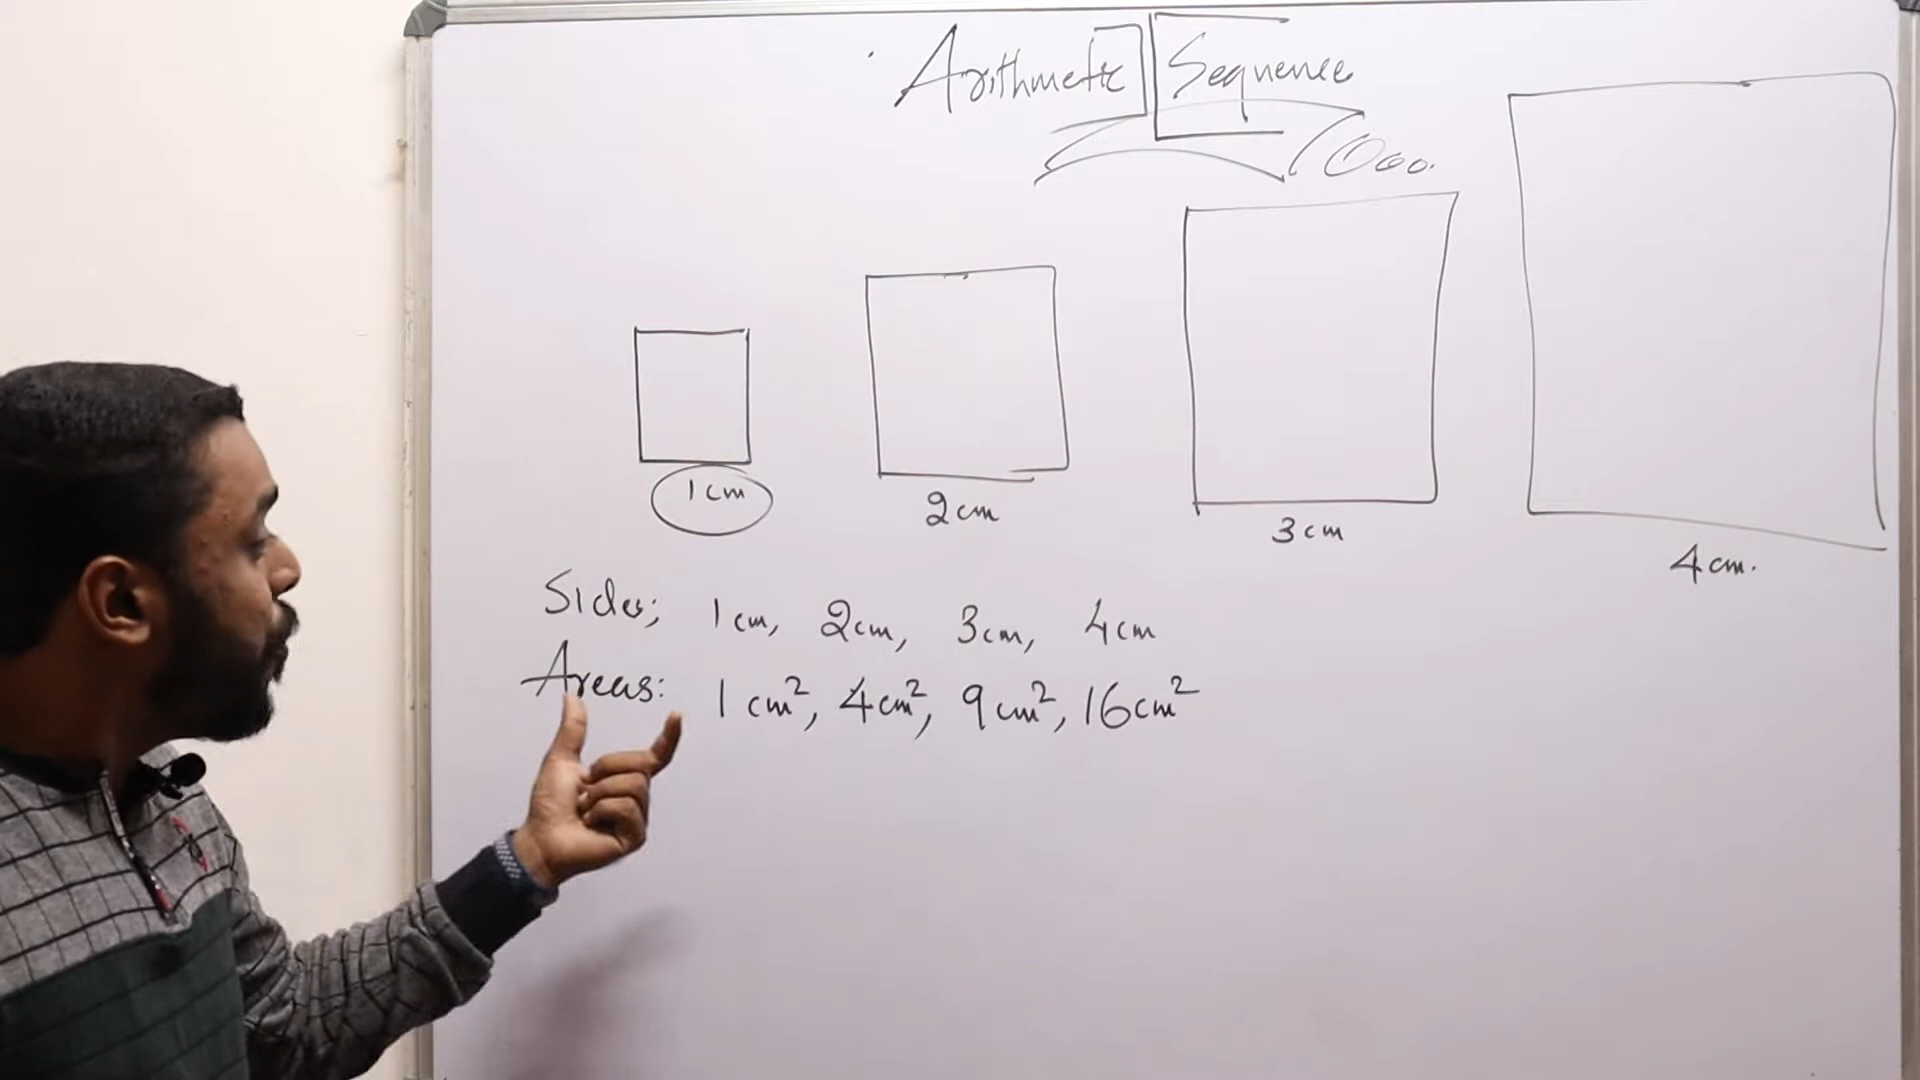 Arithmetic Sequence
1cm
2cm
3cm
4cm.
Sides; 1cm, 2cm, 3cm, 4cm
Areas: 1cm², 4cm², 9cm², 16cm²